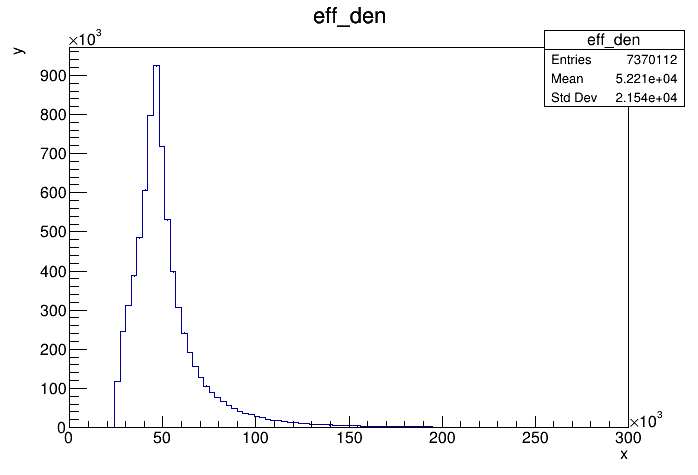 eff_den
×10³
y
eff_den
Entries 7370112
Mean 5.221e+04
Std Dev 2.154e+04
900
800
700
600
500
400
300
200
100
0
0 50 100 150 200 250 300
×10³
x